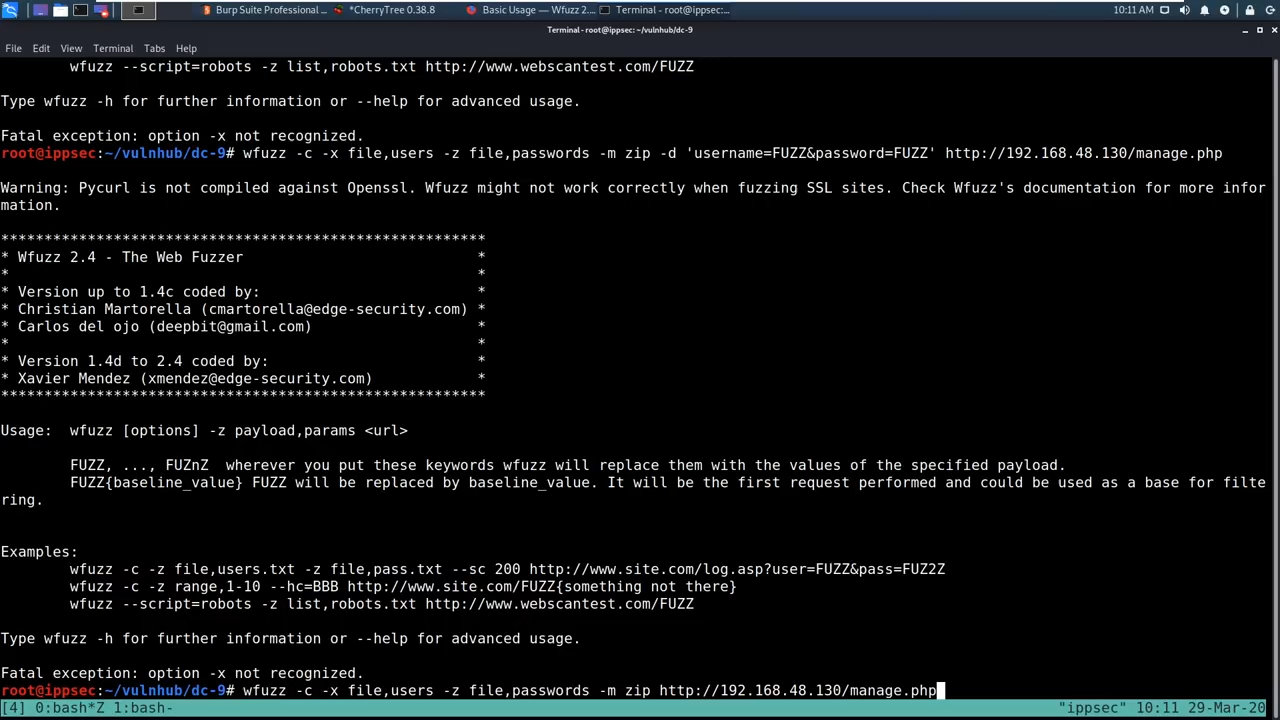 Burp Suite Professional ... *CherryTree 0.38.8 Basic Usage — Wfuzz 2.... Terminal - root@ippsec:... 10:11 AM
Terminal - root@ippsec: ~/vulnhub/dc-9
File Edit View Terminal Tabs Help
wfuzz --script=robots -z list,robots.txt http://www.webscantest.com/FUZZ
Type wfuzz -h for further information or --help for advanced usage.
Fatal exception: option -x not recognized.
root@ippsec:~/vulnhub/dc-9# wfuzz -c -x file,users -z file,passwords -m zip -d 'username=FUZZ&password=FUZZ' http://192.168.48.130/manage.php
Warning: Pycurl is not compiled against Openssl. Wfuzz might not work correctly when fuzzing SSL sites. Check Wfuzz's documentation for more infor
mation.
********************************************************
* Wfuzz 2.4 - The Web Fuzzer *
* *
* Version up to 1.4c coded by: *
* Christian Martorella (cmartorella@edge-security.com) *
* Carlos del ojo (deepbit@gmail.com) *
* *
* Version 1.4d to 2.4 coded by: *
* Xavier Mendez (xmendez@edge-security.com) *
********************************************************
Usage: wfuzz [options] -z payload,params <url>
FUZZ, ..., FUZnZ wherever you put these keywords wfuzz will replace them with the values of the specified payload.
FUZZ{baseline_value} FUZZ will be replaced by baseline_value. It will be the first request performed and could be used as a base for filte
ring.
Examples:
wfuzz -c -z file,users.txt -z file,pass.txt --sc 200 http://www.site.com/log.asp?user=FUZZ&pass=FUZ2Z
wfuzz -c -z range,1-10 --hc=BBB http://www.site.com/FUZZ{something not there}
wfuzz --script=robots -z list,robots.txt http://www.webscantest.com/FUZZ
Type wfuzz -h for further information or --help for advanced usage.
Fatal exception: option -x not recognized.
root@ippsec:~/vulnhub/dc-9# wfuzz -c -x file,users -z file,passwords -m zip http://192.168.48.130/manage.php
[4] 0:bash*Z 1:bash- "ippsec" 10:11 29-Mar-20